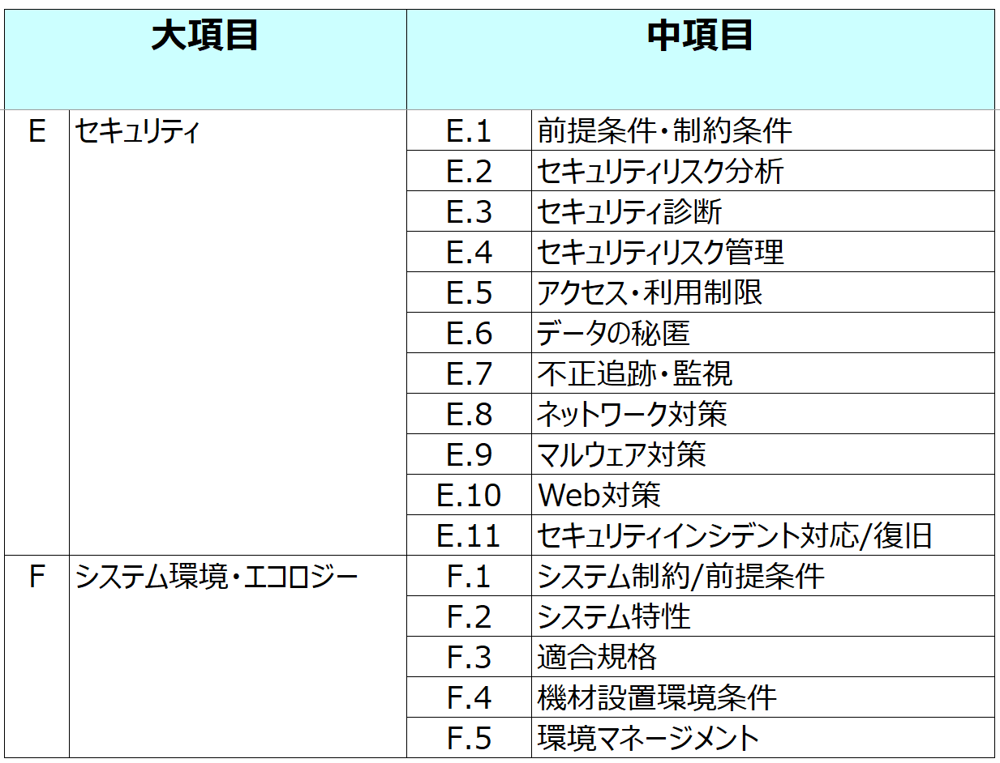 大項目 中項目
E セキュリティ E.1 前提条件・制約条件
E.2 セキュリティリスク分析
E.3 セキュリティ診断
E.4 セキュリティリスク管理
E.5 アクセス・利用制限
E.6 データの秘匿
E.7 不正追跡・監視
E.8 ネットワーク対策
E.9 マルウェア対策
E.10 Web対策
E.11 セキュリティインシデント対応/復旧
F システム環境・エコロジー F.1 システム制約/前提条件
F.2 システム特性
F.3 適合規格
F.4 機材設置環境条件
F.5 環境マネージメント